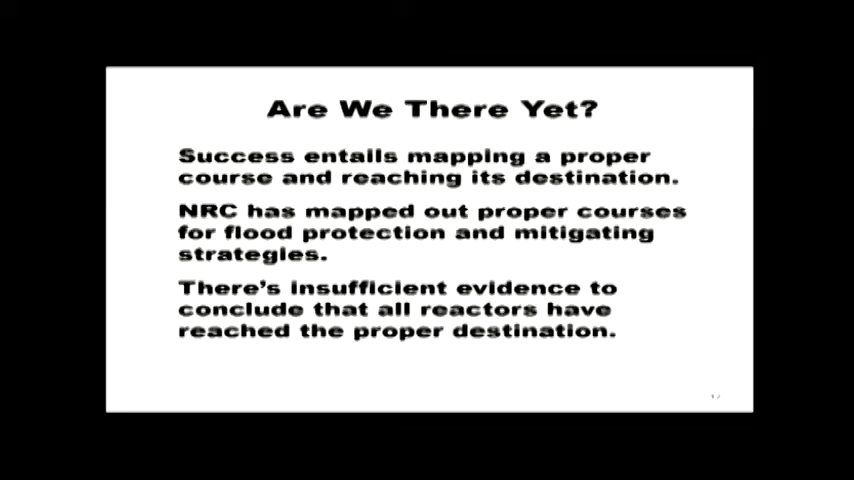 Are We There Yet?
Success entails mapping a proper
course and reaching its destination.
NRC has mapped out proper courses
for flood protection and mitigating
strategies.
There's insufficient evidence to
conclude that all reactors have
reached the proper destination.